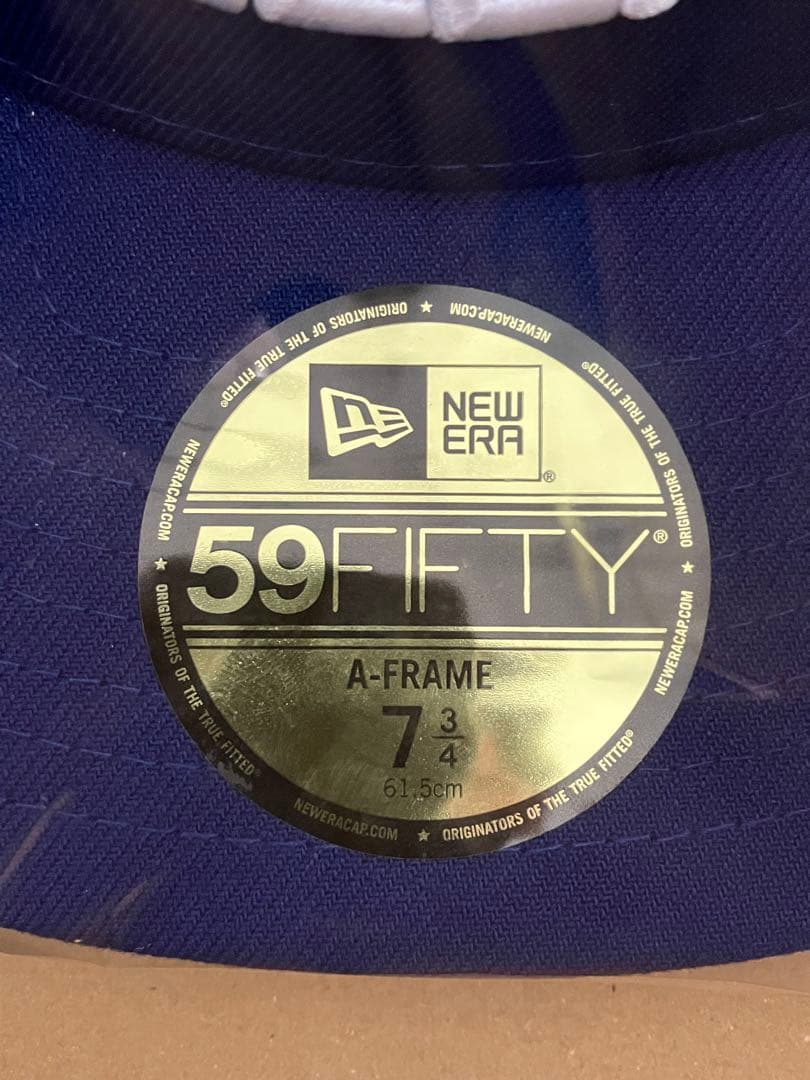 NEW
ERA
®
59FIFTY®
A-FRAME
7 3/4
61.5cm
ORIGINATORS OF THE TRUE FITTED® ★ NEWERACAP.COM
ORIGINATORS OF THE TRUE FITTED® ★ NEWERACAP.COM
ORIGINATORS OF THE TRUE FITTED® ★ NEWERACAP.COM
ORIGINATORS OF THE TRUE FITTED® ★ NEWERACAP.COM